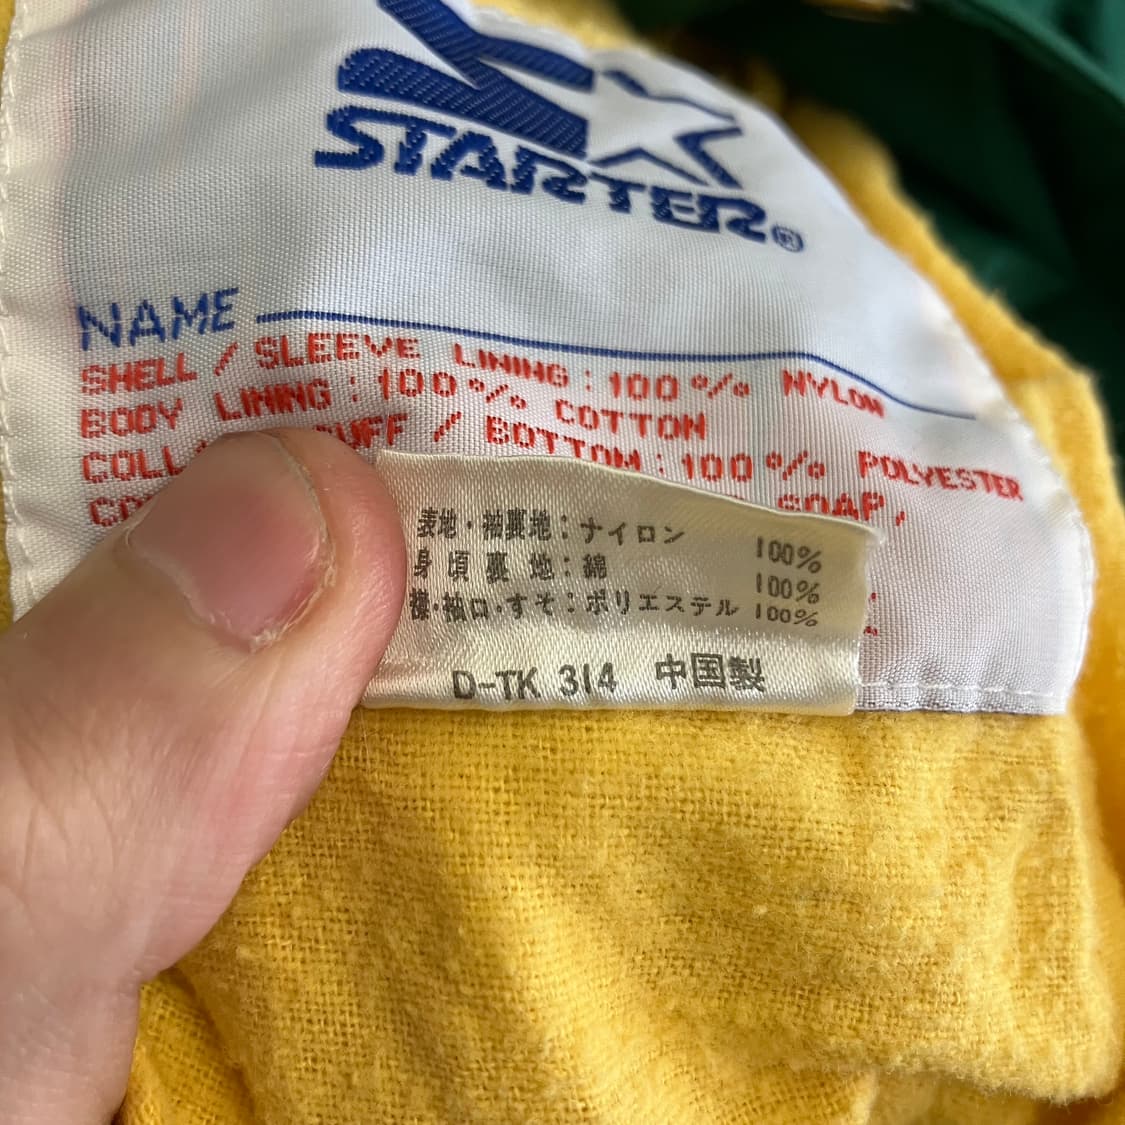 STARTER®
NAME
SHELL / SLEEVE LINING : 100% NYLON
BODY LINING : 100% COTTON
/ BOTTOM : 100% POLYESTER
SOAP,
表地・袖裏地：ナイロン 100%
身頃裏地：綿 100%
襟・袖口・すそ：ポリエステル 100%
D-TK 314 中国製